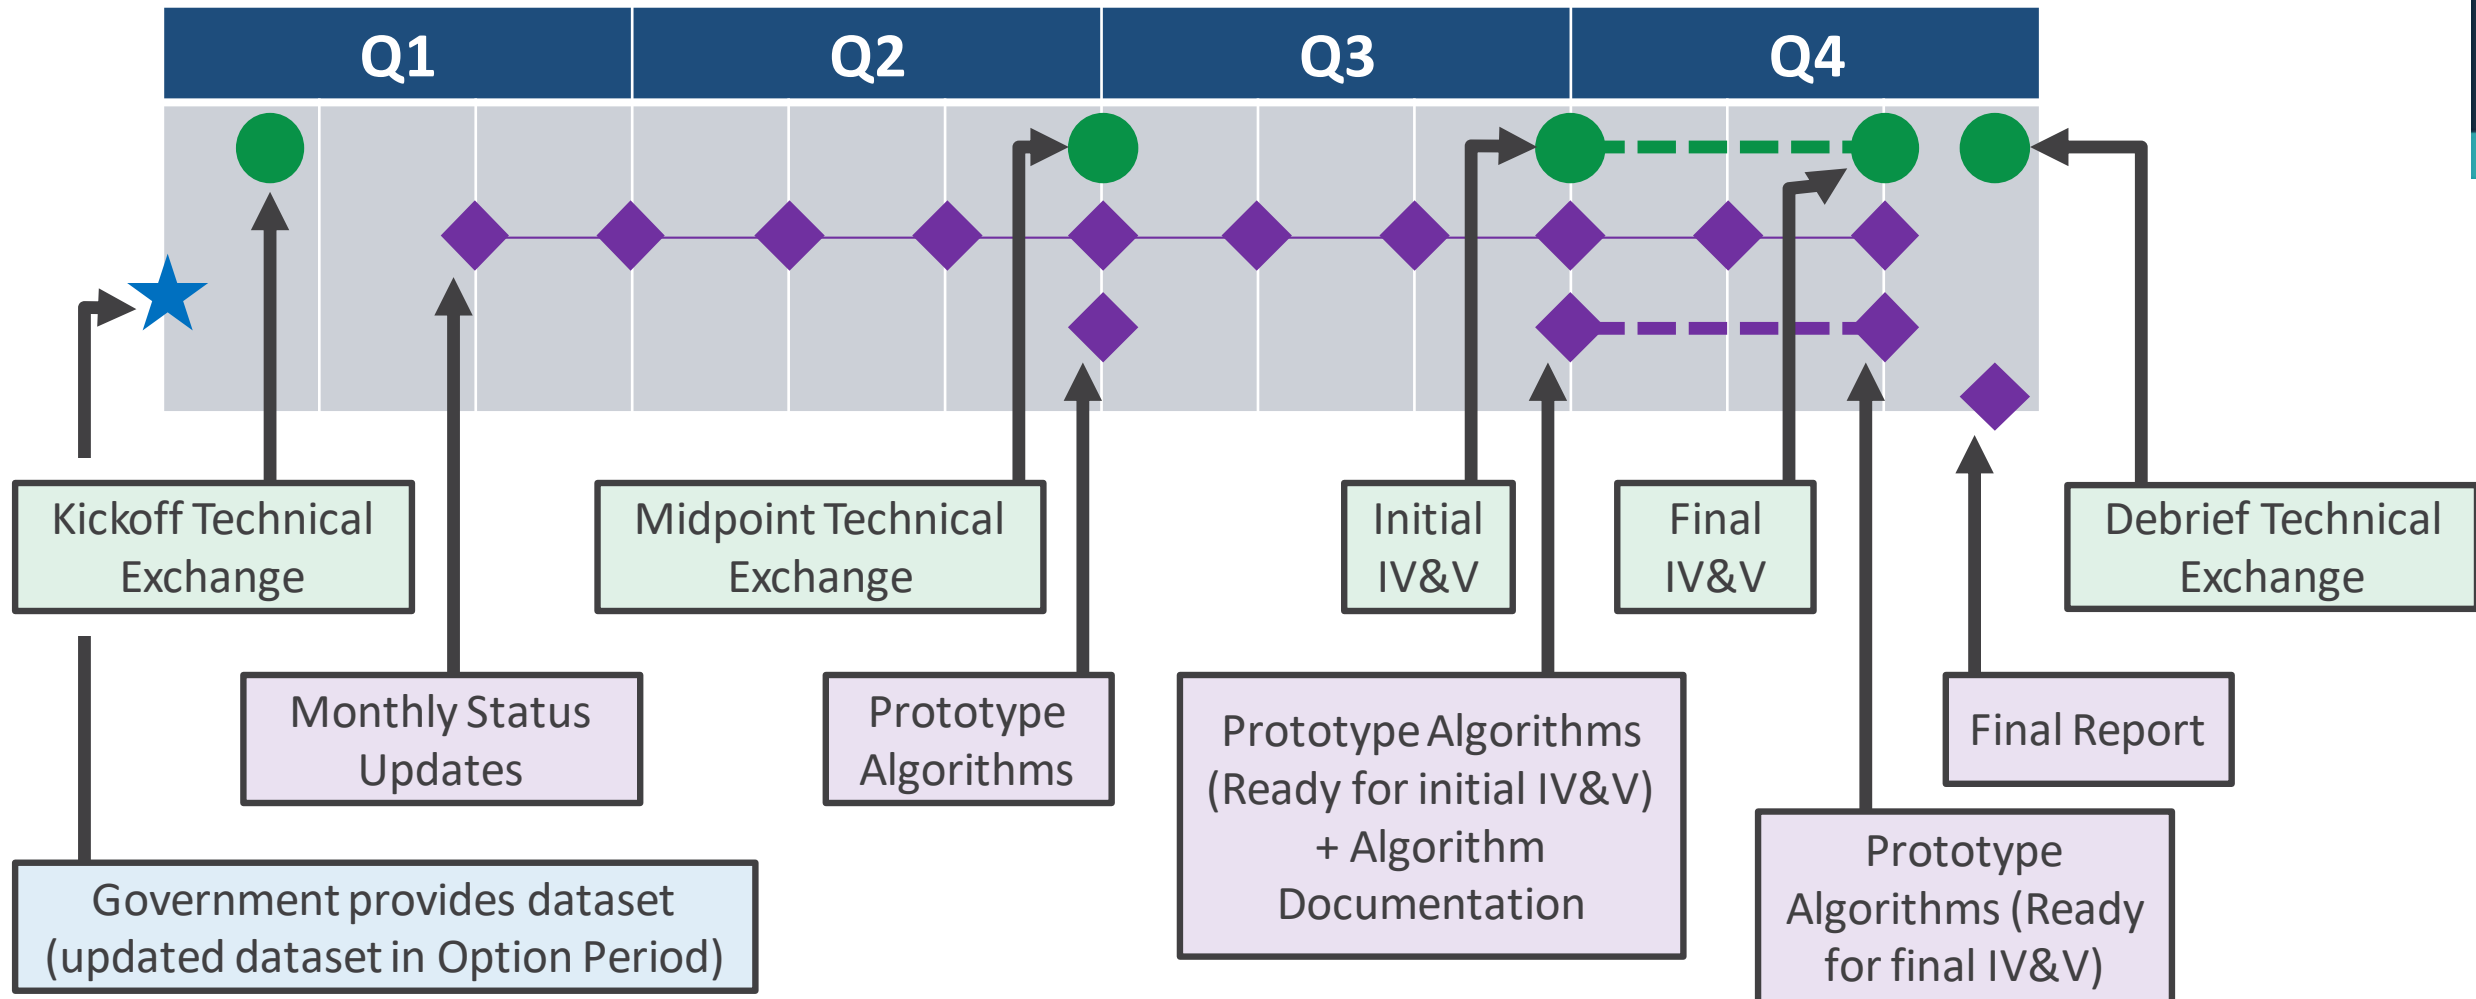 Q1
Q2
Q3
Q4
Kickoff Technical
Exchange
Midpoint Technical
Exchange
Initial
IV&V
Final
IV&V
Debrief Technical
Exchange
Monthly Status
Updates
Prototype
Algorithms
Prototype Algorithms
(Ready for initial IV&V)
+ Algorithm
Documentation
Final Report
Prototype
Algorithms (Ready
for final IV&V)
Government provides dataset
(updated dataset in Option Period)